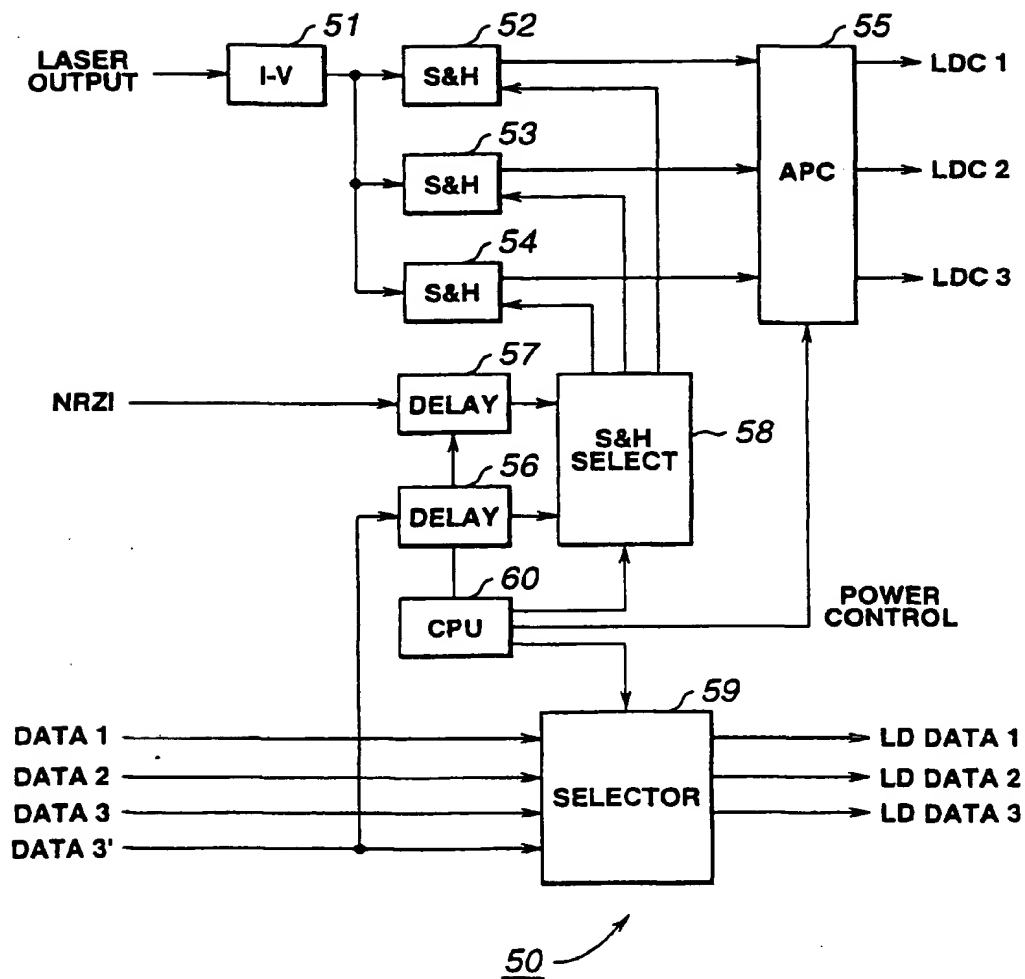 51
52
55
LASER
OUTPUT
I-V
S&H
LDC 1
53
S&H
APC
LDC 2
54
S&H
LDC 3
57
NRZI
DELAY
S&H
SELECT
58
56
DELAY
60
CPU
POWER
CONTROL
59
DATA 1
LD DATA 1
DATA 2
SELECTOR
LD DATA 2
DATA 3
LD DATA 3
DATA 3'
50